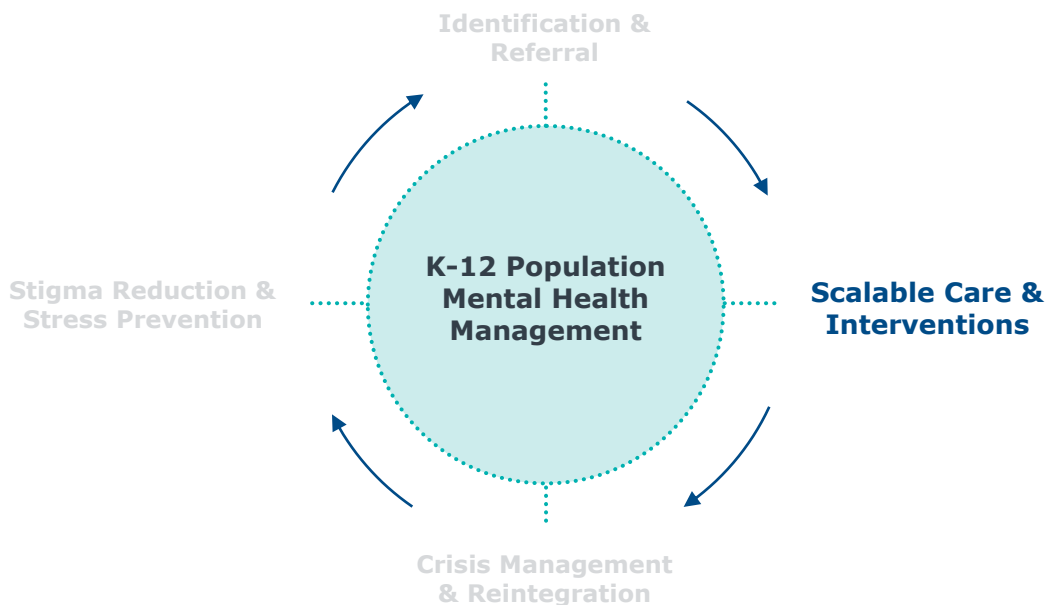 Identification &
Referral
K-12 Population
Mental Health
Management
Stigma Reduction &
Stress Prevention
Scalable Care &
Interventions
Crisis Management
& Reintegration